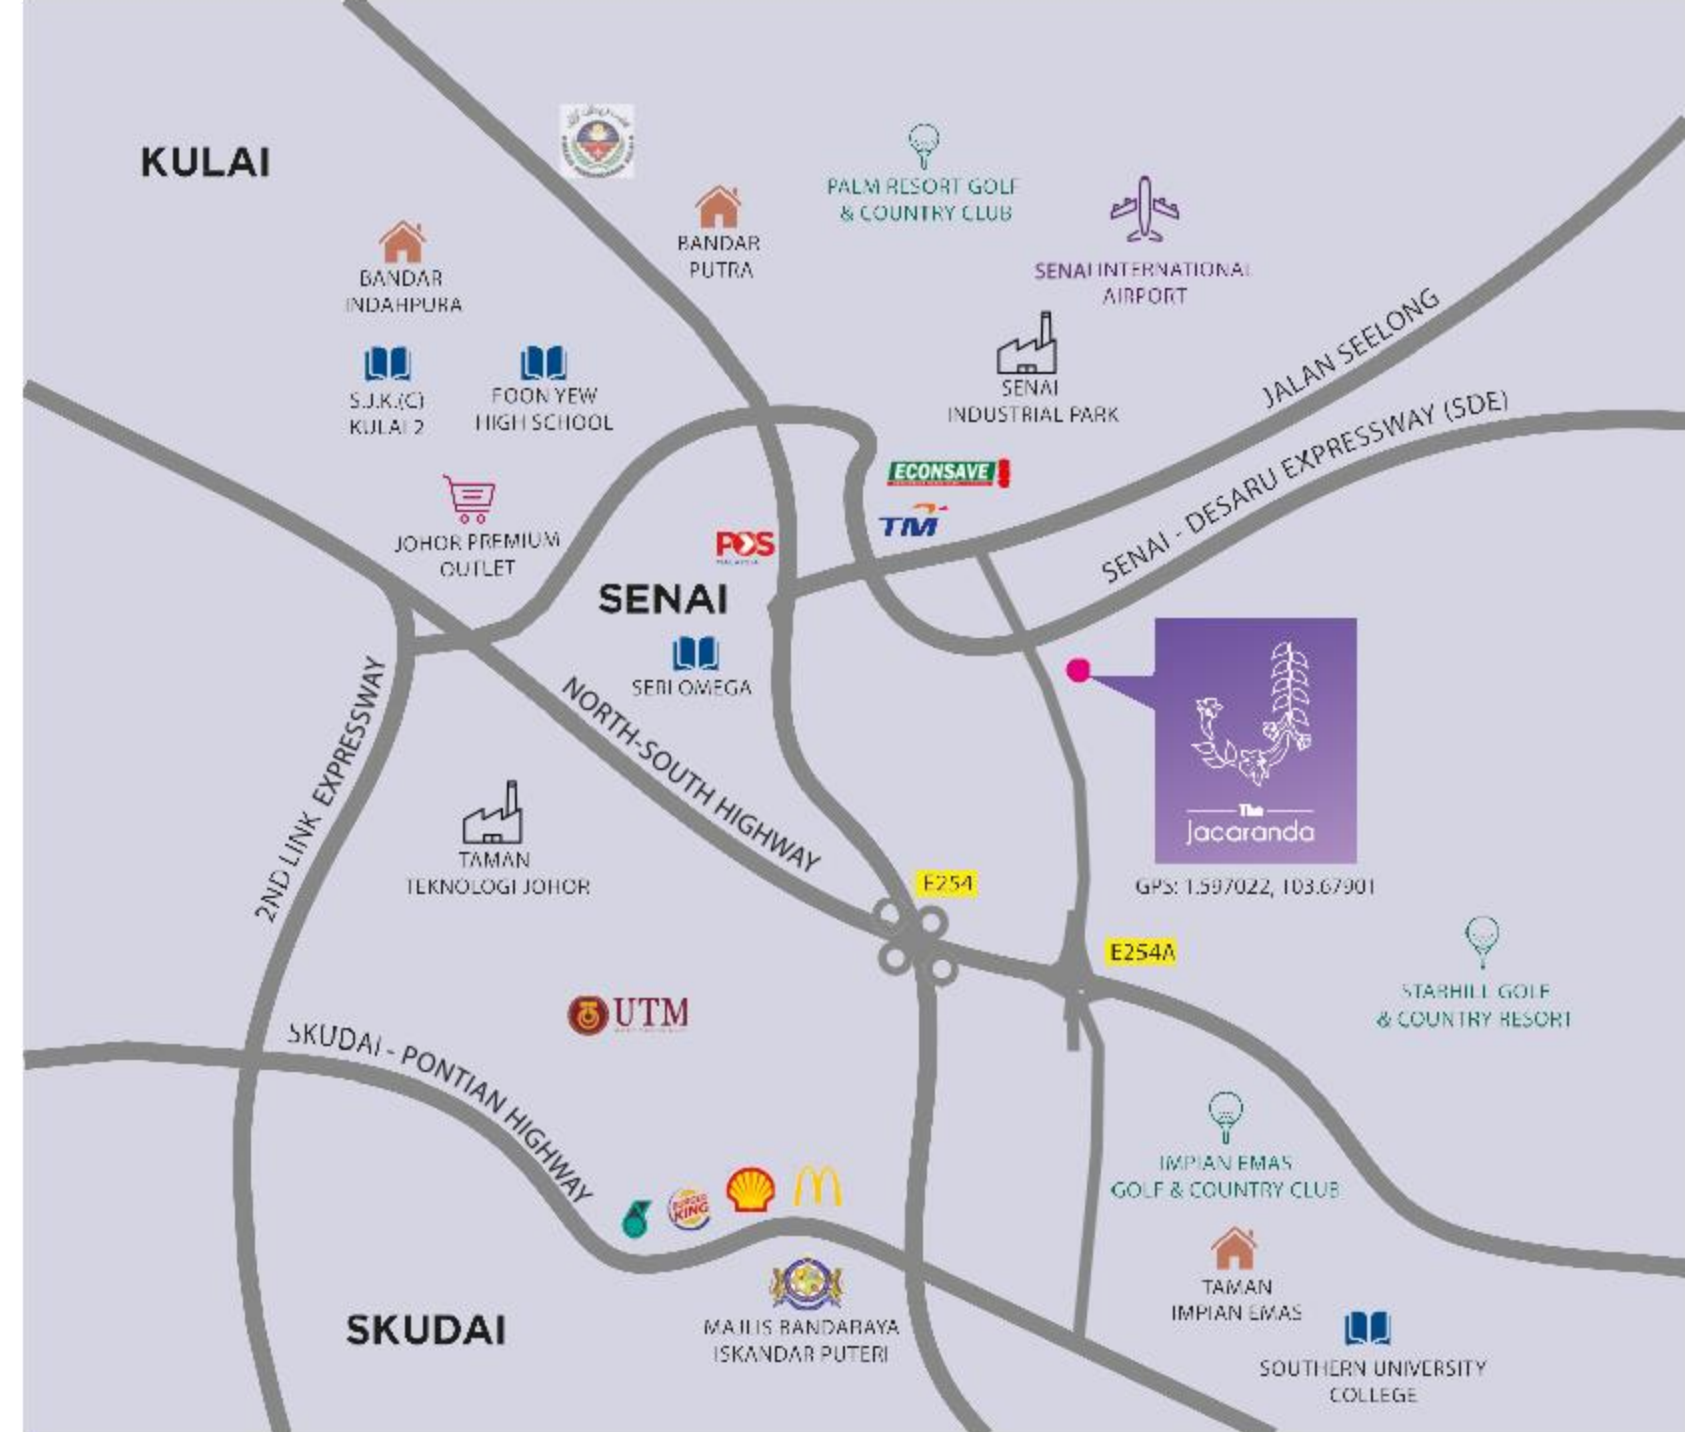 KULAI
PALM RESORT GOLF
& COUNTRY CLUB
BANDAR
PUTRA
BANDAR
INDAHPURA
SENAI INTERNATIONAL
AIRPORT
JALAN SEELONG
S.J.K.(C)
KULAI 2
FOON YEW
HIGH SCHOOL
SENAI
INDUSTRIAL PARK
SENAI - DESARU EXPRESSWAY (SDE)
ECONSAVE
TM
JOHOR PREMIUM
OUTLET
POS
MALAYSIA
SENAI
SERI OMEGA
2ND LINK EXPRESSWAY
NORTH-SOUTH HIGHWAY
The
Jacaranda
GPS: 1.597022, 103.67901
TAMAN
TEKNOLOGI JOHOR
E254
E254A
STARHILL GOLF
& COUNTRY RESORT
UTM
SKUDAI - PONTIAN HIGHWAY
IMPIAN EMAS
GOLF & COUNTRY CLUB
BURGER
KING
TAMAN
IMPIAN EMAS
SKUDAI
MAJLIS BANDARAYA
ISKANDAR PUTERI
SOUTHERN UNIVERSITY
COLLEGE